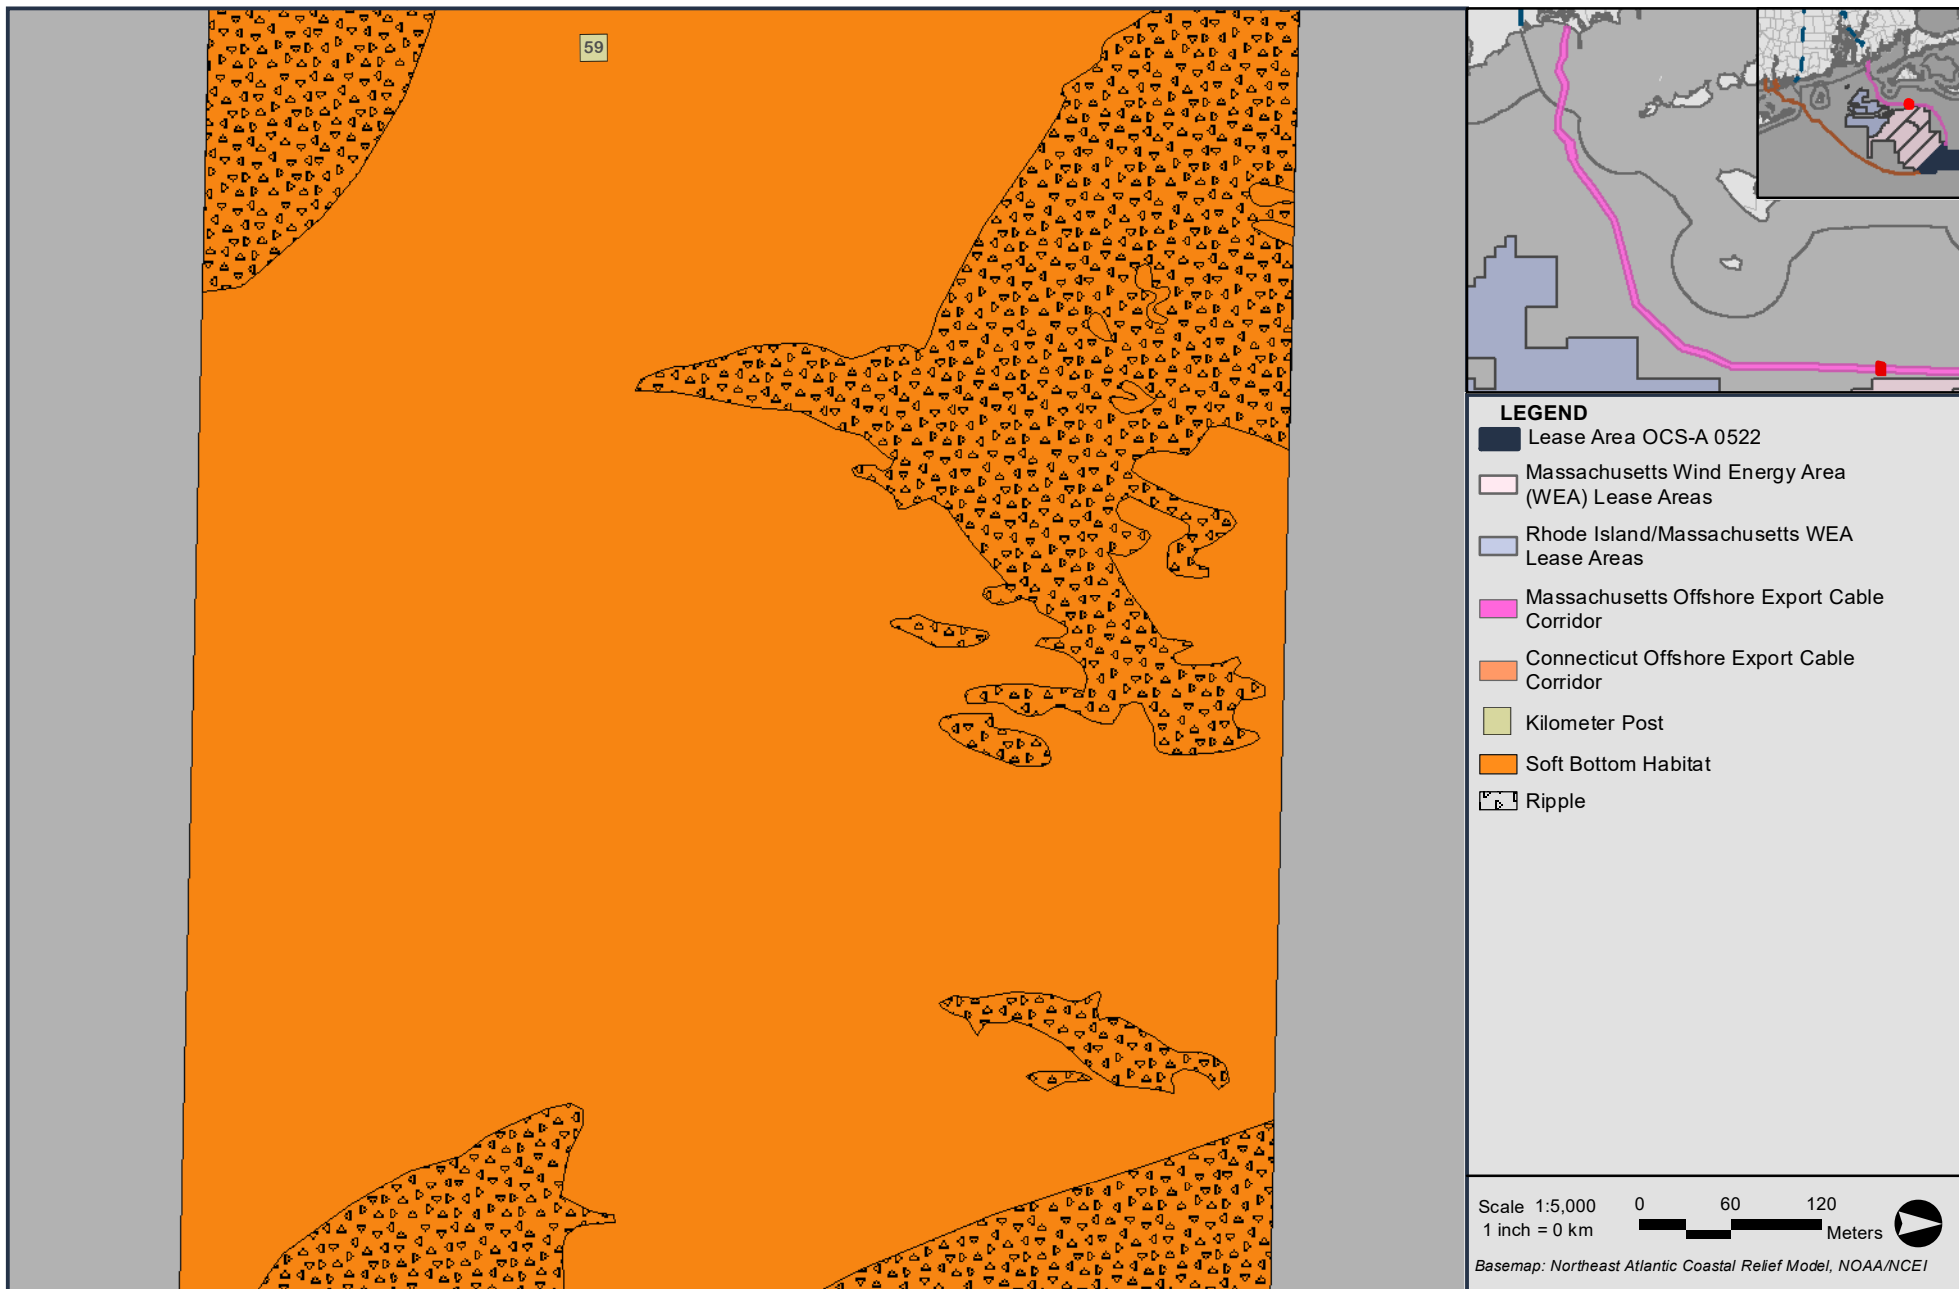 59
LEGEND
Lease Area OCS-A 0522
Massachusetts Wind Energy Area
(WEA) Lease Areas
Rhode Island/Massachusetts WEA
Lease Areas
Massachusetts Offshore Export Cable
Corridor
Connecticut Offshore Export Cable
Corridor
Kilometer Post
Soft Bottom Habitat
Ripple
Scale 1:5,000
1 inch = 0 km
0 60 120
Meters
Basemap: Northeast Atlantic Coastal Relief Model, NOAA/NCEI